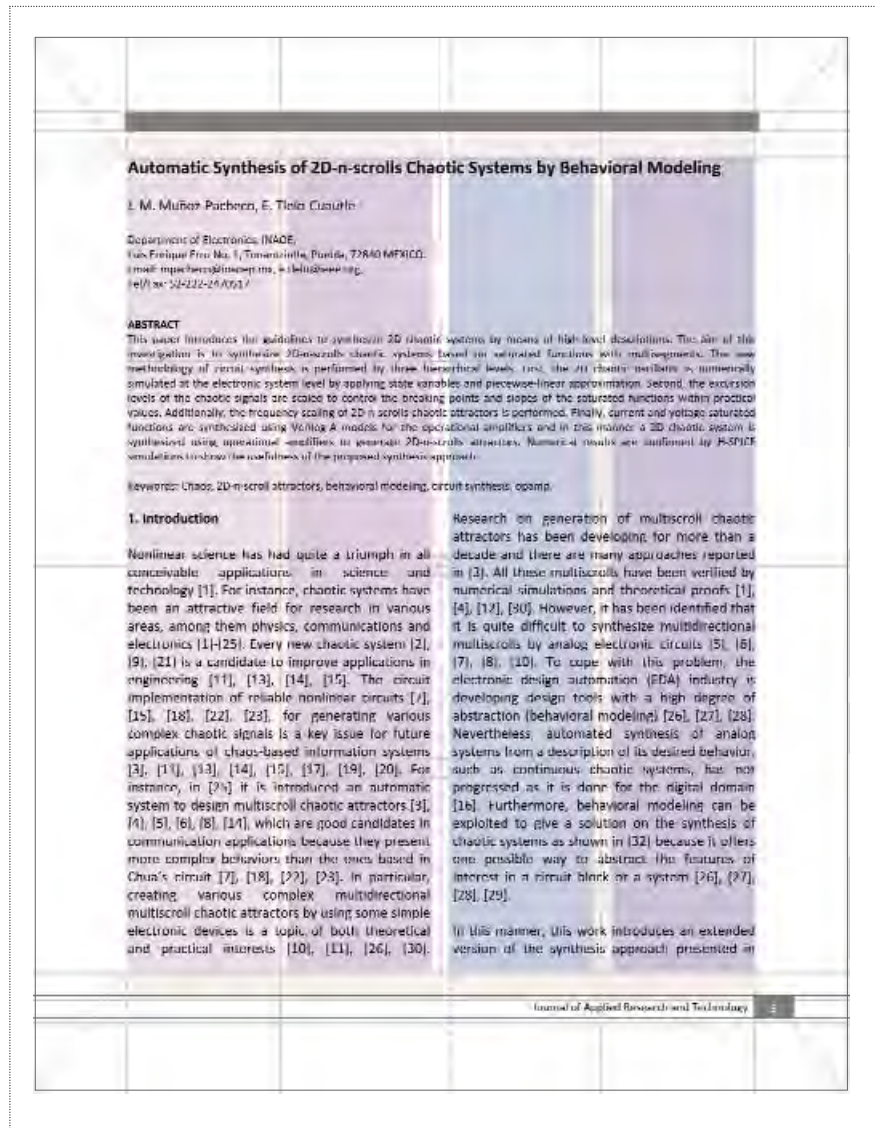 Automatic Synthesis of 2D-n-scrolls Chaotic Systems by Behavioral Modeling
J. M. Muñoz-Pacheco, E. Tlelo-Cuautle
Department of Electronics, INAOE,
Luis Enrique Erro No. 1, Tonantzintla, Puebla, 72840 MEXICO.
Email: mpacheco@inaoep.mx, e.tlelo@ieee.org,
Tel/Fax: 52-222-2470517
ABSTRACT
This paper introduces the guidelines to synthesize 2D chaotic systems by means of high-level descriptions. The aim of this
investigation is to synthesize 2D-n-scrolls chaotic systems based on saturated functions with multisegments. The new
methodology of circuit synthesis is performed by three hierarchical levels. First, the 2D chaotic oscillator is numerically
simulated at the electronic system level by applying state variables and piecewise-linear approximation. Second, the excursion
levels of the chaotic signals are scaled to control the breaking points and slopes of the saturated functions within practical
values. Additionally, the frequency scaling of 2D-n-scrolls chaotic attractors is performed. Finally, current and voltage saturated
functions are synthesized using Verilog-A models for the operational amplifiers and in this manner a 2D chaotic system is
synthesized using operational amplifiers to generate 2D-n-scrolls attractors. Numerical results are confirmed by H-SPICE
simulations to show the usefulness of the proposed synthesis approach.
Keywords: Chaos, 2D-n-scroll attractors, behavioral modeling, circuit synthesis, opamp.
1. Introduction
Nonlinear science has had quite a triumph in all
conceivable applications in science and
technology [1]. For instance, chaotic systems have
been an attractive field for research in various
areas, among them physics, communications and
electronics [1]-[25]. Every new chaotic system [2],
[9], [21] is a candidate to improve applications in
engineering [11], [13], [14], [15]. The circuit
implementation of reliable nonlinear circuits [7],
[15], [18], [22], [23], for generating various
complex chaotic signals is a key issue for future
applications of chaos-based information systems
[3], [11], [13], [14], [15], [17], [19], [20]. For
instance, in [25] it is introduced an automatic
system to design multiscroll chaotic attractors [3],
[4], [5], [6], [8], [14], which are good candidates in
communication applications because they present
more complex behaviors than the ones based in
Chua's circuit [7], [18], [22], [23]. In particular,
creating various complex multidirectional
multiscroll chaotic attractors by using some simple
electronic devices is a topic of both theoretical
and practical interests [10], [11], [26], [30].
Research on generation of multiscroll chaotic
attractors has been developing for more than a
decade and there are many approaches reported
in [3]. All these multiscrolls have been verified by
numerical simulations and theoretical proofs [1],
[4], [12], [30]. However, it has been identified that
it is quite difficult to synthesize multidirectional
multiscrolls by analog electronic circuits [5], [6],
[7], [8], [10]. To cope with this problem, the
electronic design automation (EDA) industry is
developing design tools with a high degree of
abstraction (behavioral modeling) [26], [27], [28].
Nevertheless, automated synthesis of analog
systems from a description of its desired behavior,
such as continuous chaotic systems, has not
progressed as it is done for the digital domain
[16]. Furthermore, behavioral modeling can be
exploited to give a solution on the synthesis of
chaotic systems as shown in [32] because it offers
one possible way to abstract the features of
interest in a circuit block or a system [26], [27],
[28], [29].
In this manner, this work introduces an extended
version of the synthesis approach presented in
Journal of Applied Research and Technology